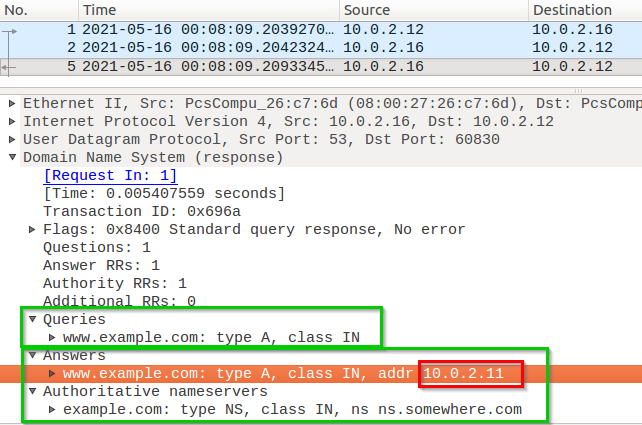 No. Time Source Destination
1 2021-05-16 00:08:09.2039270… 10.0.2.12 10.0.2.16
2 2021-05-16 00:08:09.2042324… 10.0.2.16 10.0.2.12
5 2021-05-16 00:08:09.2093345… 10.0.2.16 10.0.2.12
Ethernet II, Src: PcsCompu_26:c7:6d (08:00:27:26:c7:6d), Dst: PcsComp
Internet Protocol Version 4, Src: 10.0.2.16, Dst: 10.0.2.12
User Datagram Protocol, Src Port: 53, Dst Port: 60830
Domain Name System (response)
[Request In: 1]
[Time: 0.005407559 seconds]
Transaction ID: 0x696a
Flags: 0x8400 Standard query response, No error
Questions: 1
Answer RRs: 1
Authority RRs: 1
Additional RRs: 0
Queries
www.example.com: type A, class IN
Answers
www.example.com: type A, class IN, addr 10.0.2.11
Authoritative nameservers
example.com: type NS, class IN, ns ns.somewhere.com